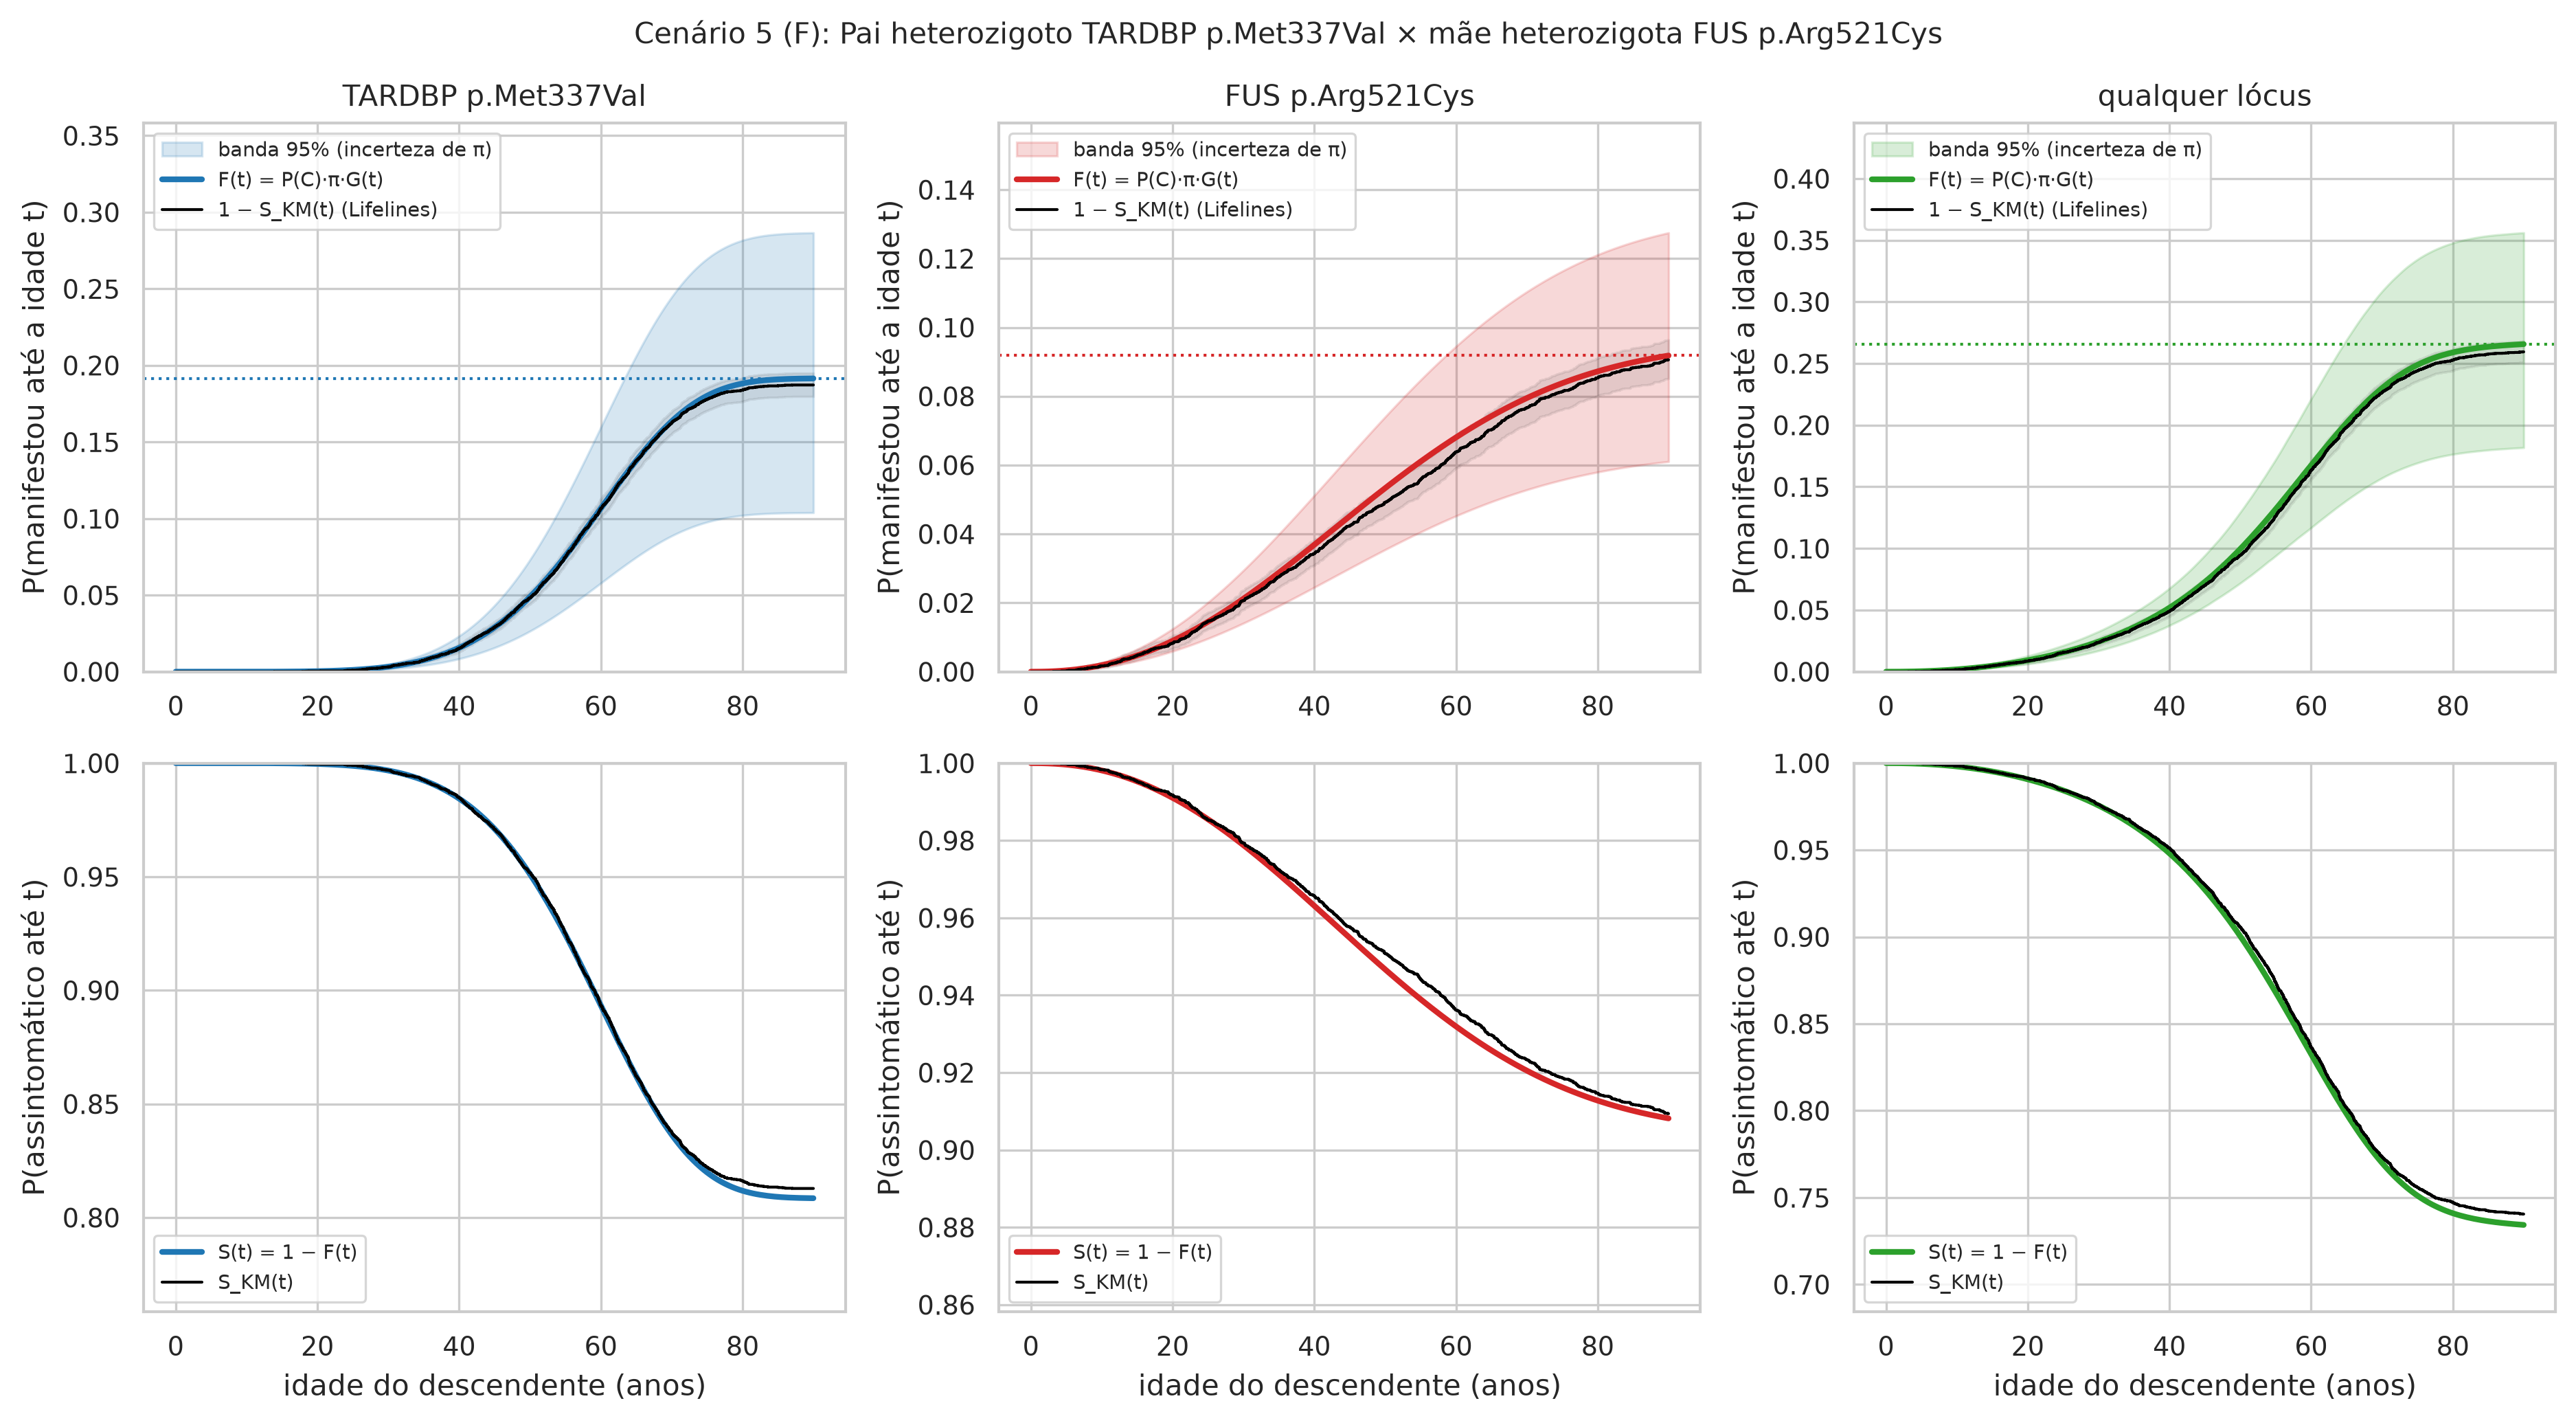 Cenário 5 (F): Pai heterozigoto TARDBP p.Met337Val × mãe heterozigota FUS p.Arg521Cys
TARDBP p.Met337Val
P(manifestou até a idade t)
0.35
0.30
0.25
0.20
0.15
0.10
0.05
0.00
banda 95% (incerteza de π)
F(t) = P(C)·π·G(t)
1 − S_KM(t) (Lifelines)
0 20 40 60 80
FUS p.Arg521Cys
P(manifestou até a idade t)
0.14
0.12
0.10
0.08
0.06
0.04
0.02
0.00
banda 95% (incerteza de π)
F(t) = P(C)·π·G(t)
1 − S_KM(t) (Lifelines)
0 20 40 60 80
qualquer lócus
P(manifestou até a idade t)
0.40
0.35
0.30
0.25
0.20
0.15
0.10
0.05
0.00
banda 95% (incerteza de π)
F(t) = P(C)·π·G(t)
1 − S_KM(t) (Lifelines)
0 20 40 60 80
P(assintomático até t)
1.00
0.95
0.90
0.85
0.80
S(t) = 1 − F(t)
S_KM(t)
0 20 40 60 80
idade do descendente (anos)
P(assintomático até t)
1.00
0.98
0.96
0.94
0.92
0.90
0.88
0.86
S(t) = 1 − F(t)
S_KM(t)
0 20 40 60 80
idade do descendente (anos)
P(assintomático até t)
1.00
0.95
0.90
0.85
0.80
0.75
0.70
S(t) = 1 − F(t)
S_KM(t)
0 20 40 60 80
idade do descendente (anos)